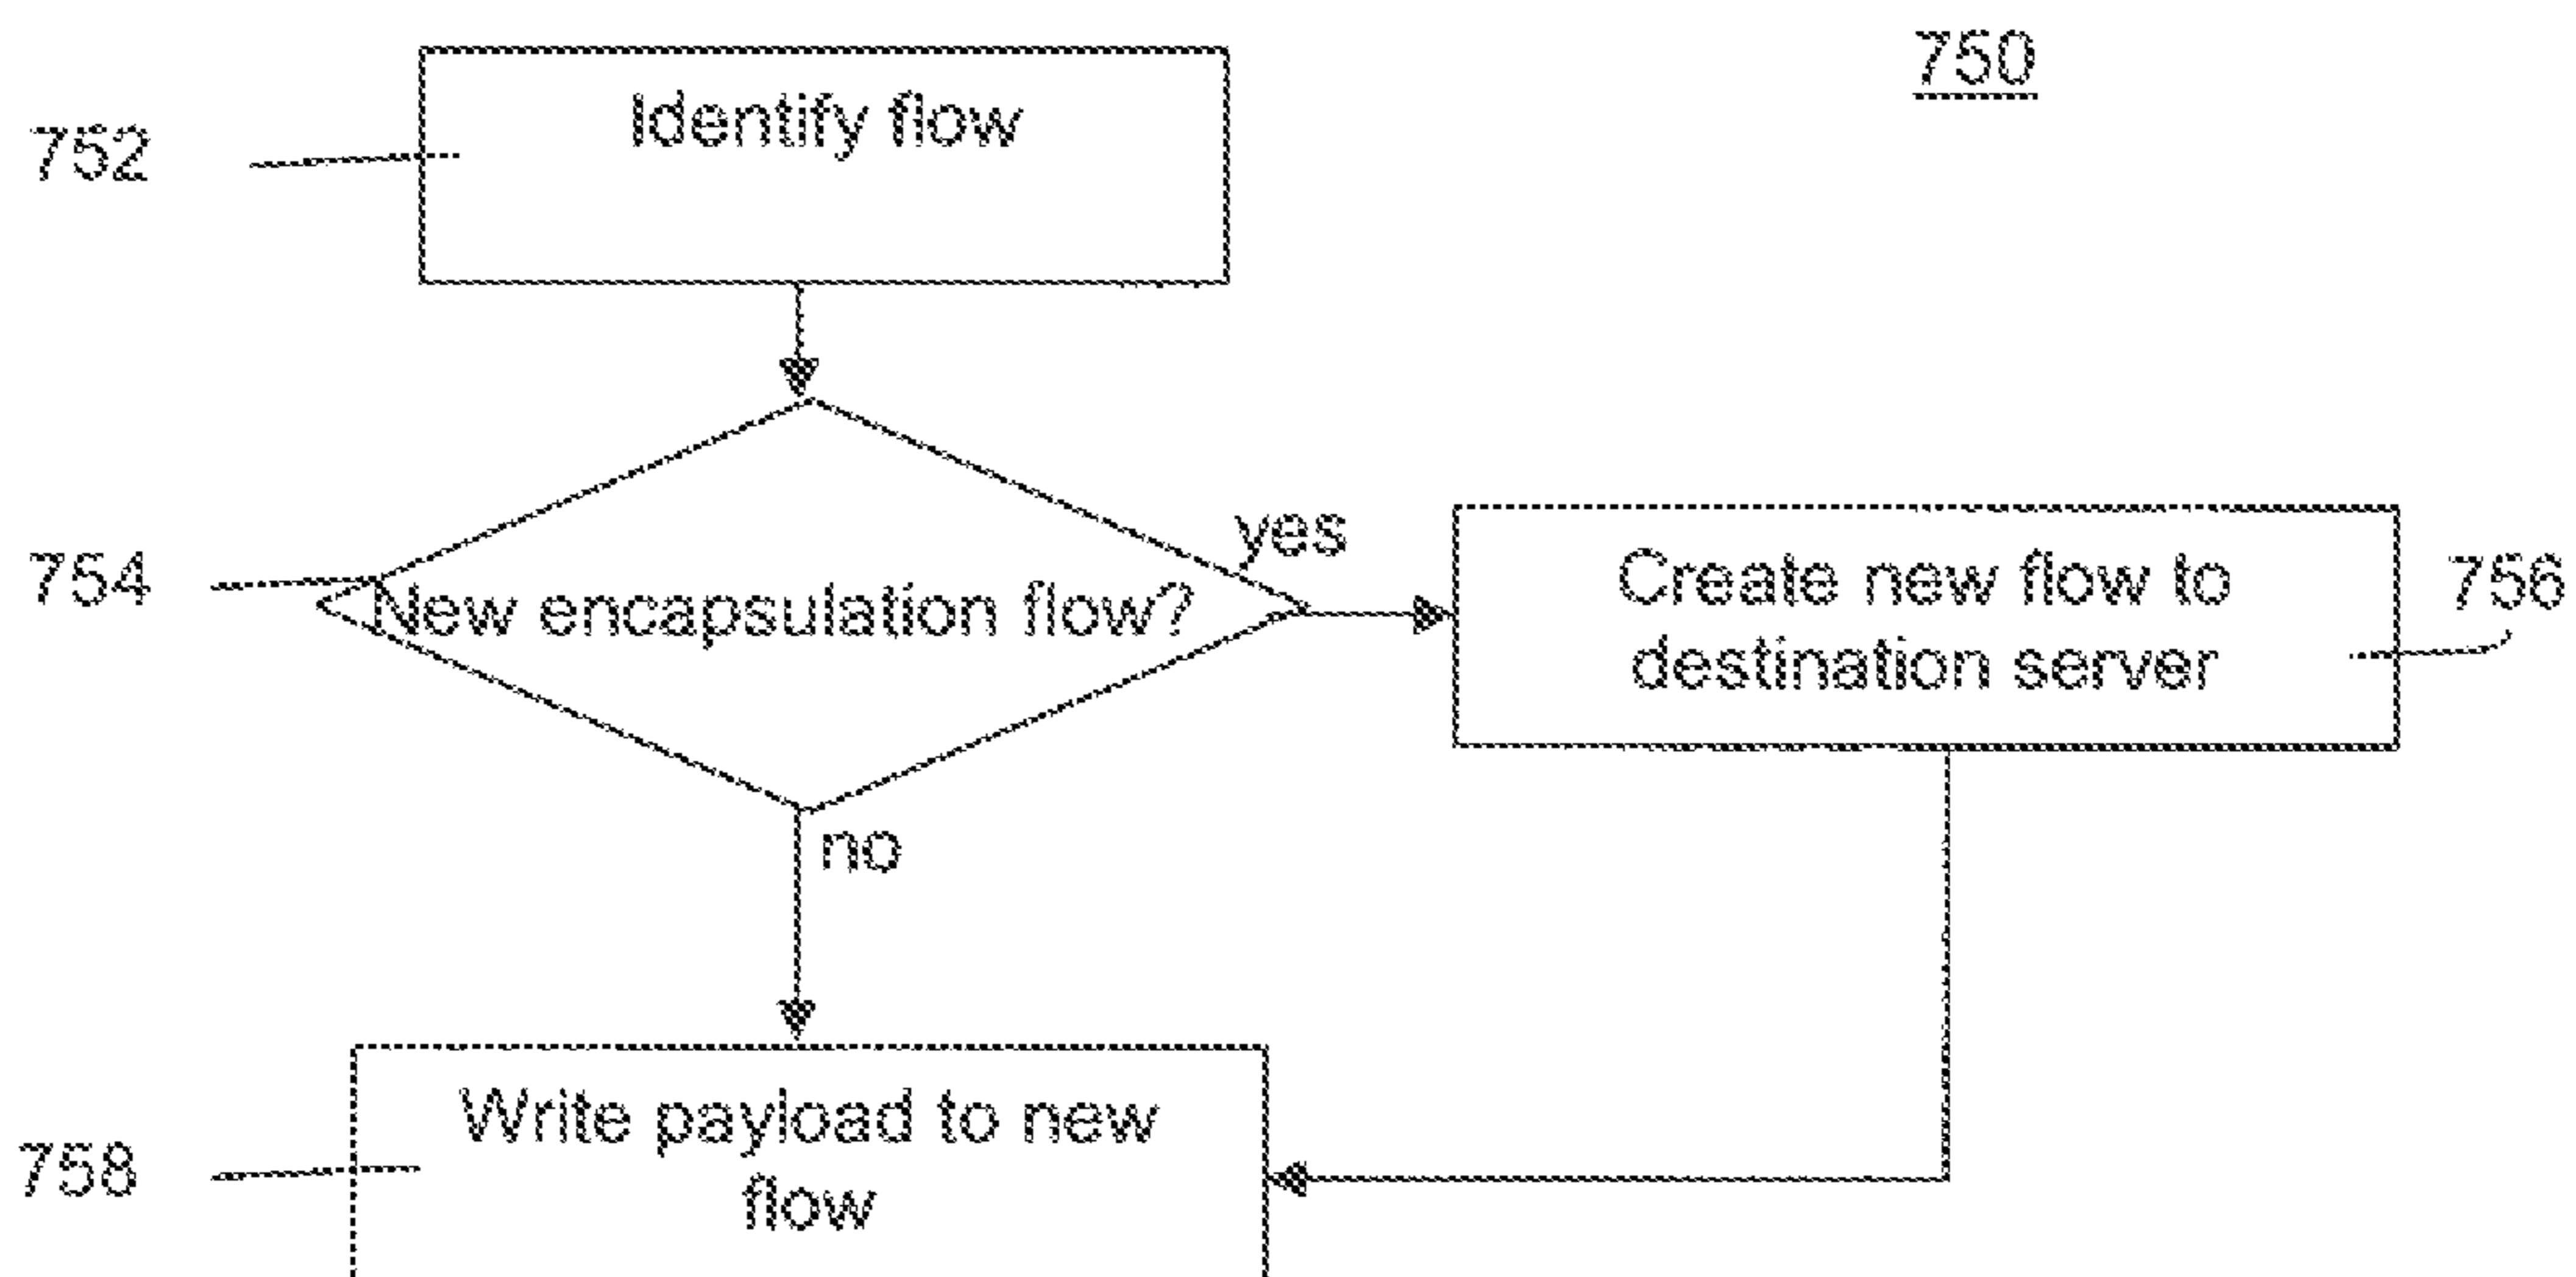 750
752
Identify flow
754
New encapsulation flow?
yes
Create new flow to
destination server
756
no
758
Write payload to new
flow